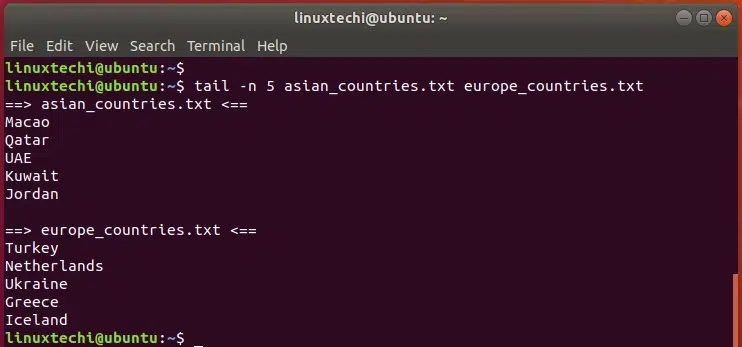 linuxtechi@ubuntu: ~
File Edit View Search Terminal Help
linuxtechi@ubuntu:~$
linuxtechi@ubuntu:~$ tail -n 5 asian_countries.txt europe_countries.txt
==> asian_countries.txt <==
Macao
Qatar
UAE
Kuwait
Jordan
==> europe_countries.txt <==
Turkey
Netherlands
Ukraine
Greece
Iceland
linuxtechi@ubuntu:~$